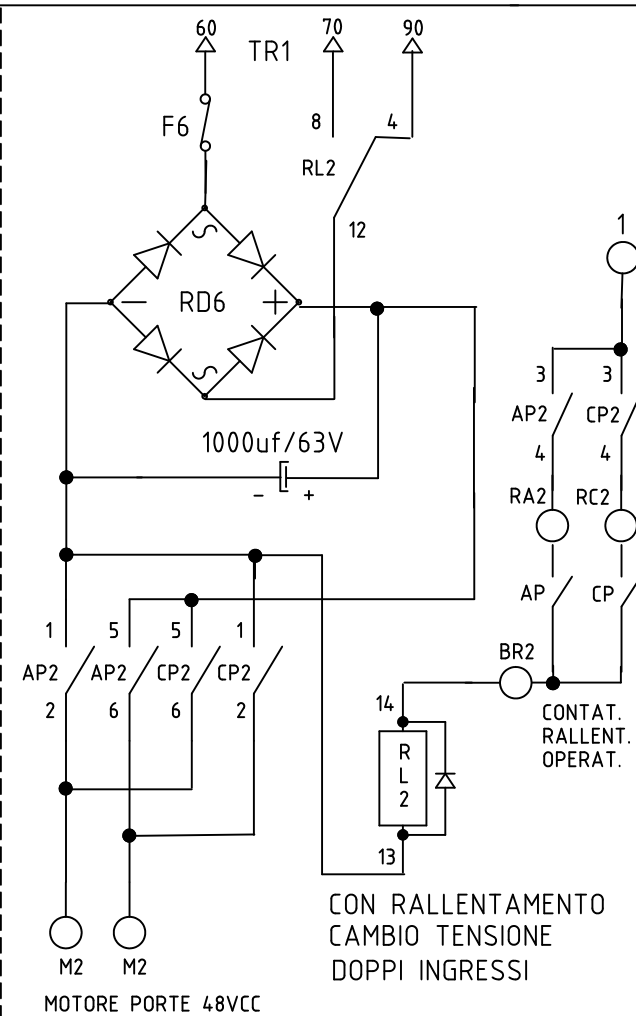 60 70 90
TR1
F6
8 4
RL2
12
1
− RD6 +
3 3
AP2 CP2
4 4
1000uf/63V
- +
RA2 RC2
AP CP
1 5 5 1
AP2 AP2 CP2 CP2
2 6 6 2
BR2
14
CONTAT.
RALLENT.
OPERAT.
R
L
2
13
CON RALLENTAMENTO
CAMBIO TENSIONE
DOPPI INGRESSI
M2 M2
MOTORE PORTE 48VCC